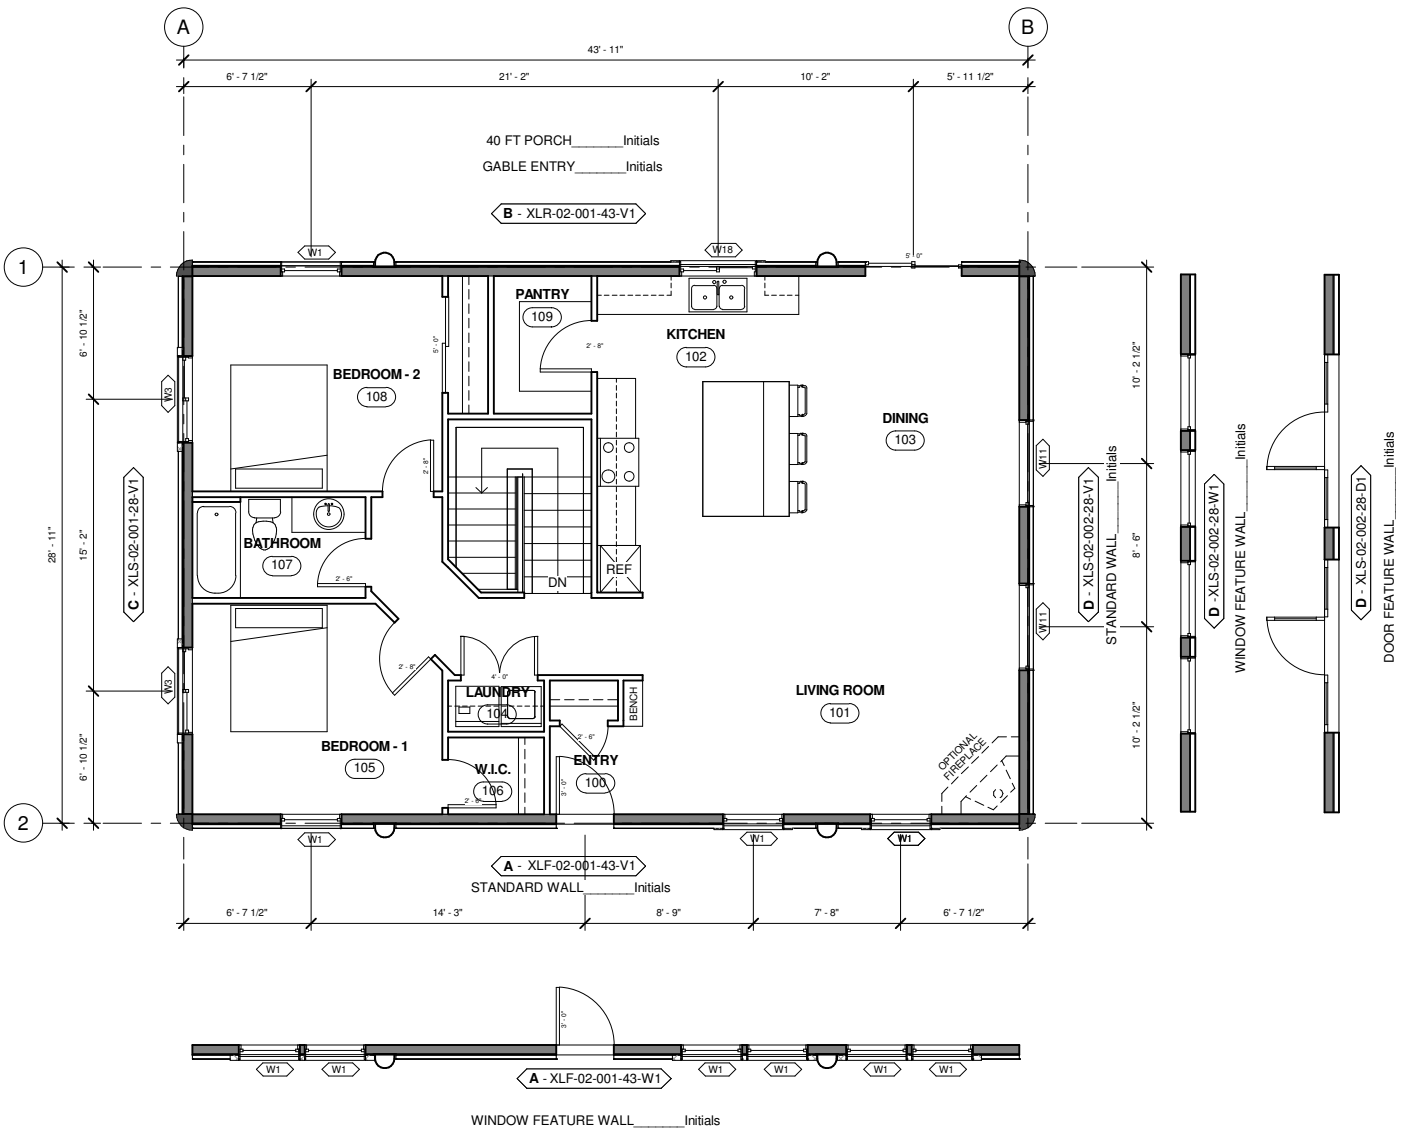 A
B
43' - 11"
6' - 7 1/2"
21' - 2"
10' - 2"
5' - 11 1/2"
40 FT PORCH_______Initials
GABLE ENTRY_______Initials
B - XLR-02-001-43-V1
1
W1
W18
5' 0"
PANTRY
109
KITCHEN
102
2' - 8"
5' - 0"
BEDROOM - 2
108
DINING
103
2' - 8"
W3
W11
6' - 10 1/2"
28' - 11"
15' - 2"
6' - 10 1/2"
C - XLS-02-001-28-V1
BATHROOM
107
2' - 6"
DN
REF
10' - 2 1/2"
8' - 6"
10' - 2 1/2"
D - XLS-02-002-28-V1
STANDARD WALL_______Initials
D - XLS-02-002-28-W1
WINDOW FEATURE WALL_______Initials
D - XLS-02-002-28-D1
DOOR FEATURE WALL_______Initials
W11
W3
2' - 8"
4' - 0"
LAUNDRY
104
BENCH
LIVING ROOM
101
BEDROOM - 1
105
2' - 6"
ENTRY
100
3' - 0"
W.I.C.
106
2' - 6"
OPTIONAL
FIREPLACE
2
W1
W1
W1
A - XLF-02-001-43-V1
STANDARD WALL_______Initials
6' - 7 1/2"
14' - 3"
8' - 9"
7' - 8"
6' - 7 1/2"
3' - 0"
W1
W1
W1
W1
W1
W1
A - XLF-02-001-43-W1
WINDOW FEATURE WALL_______Initials